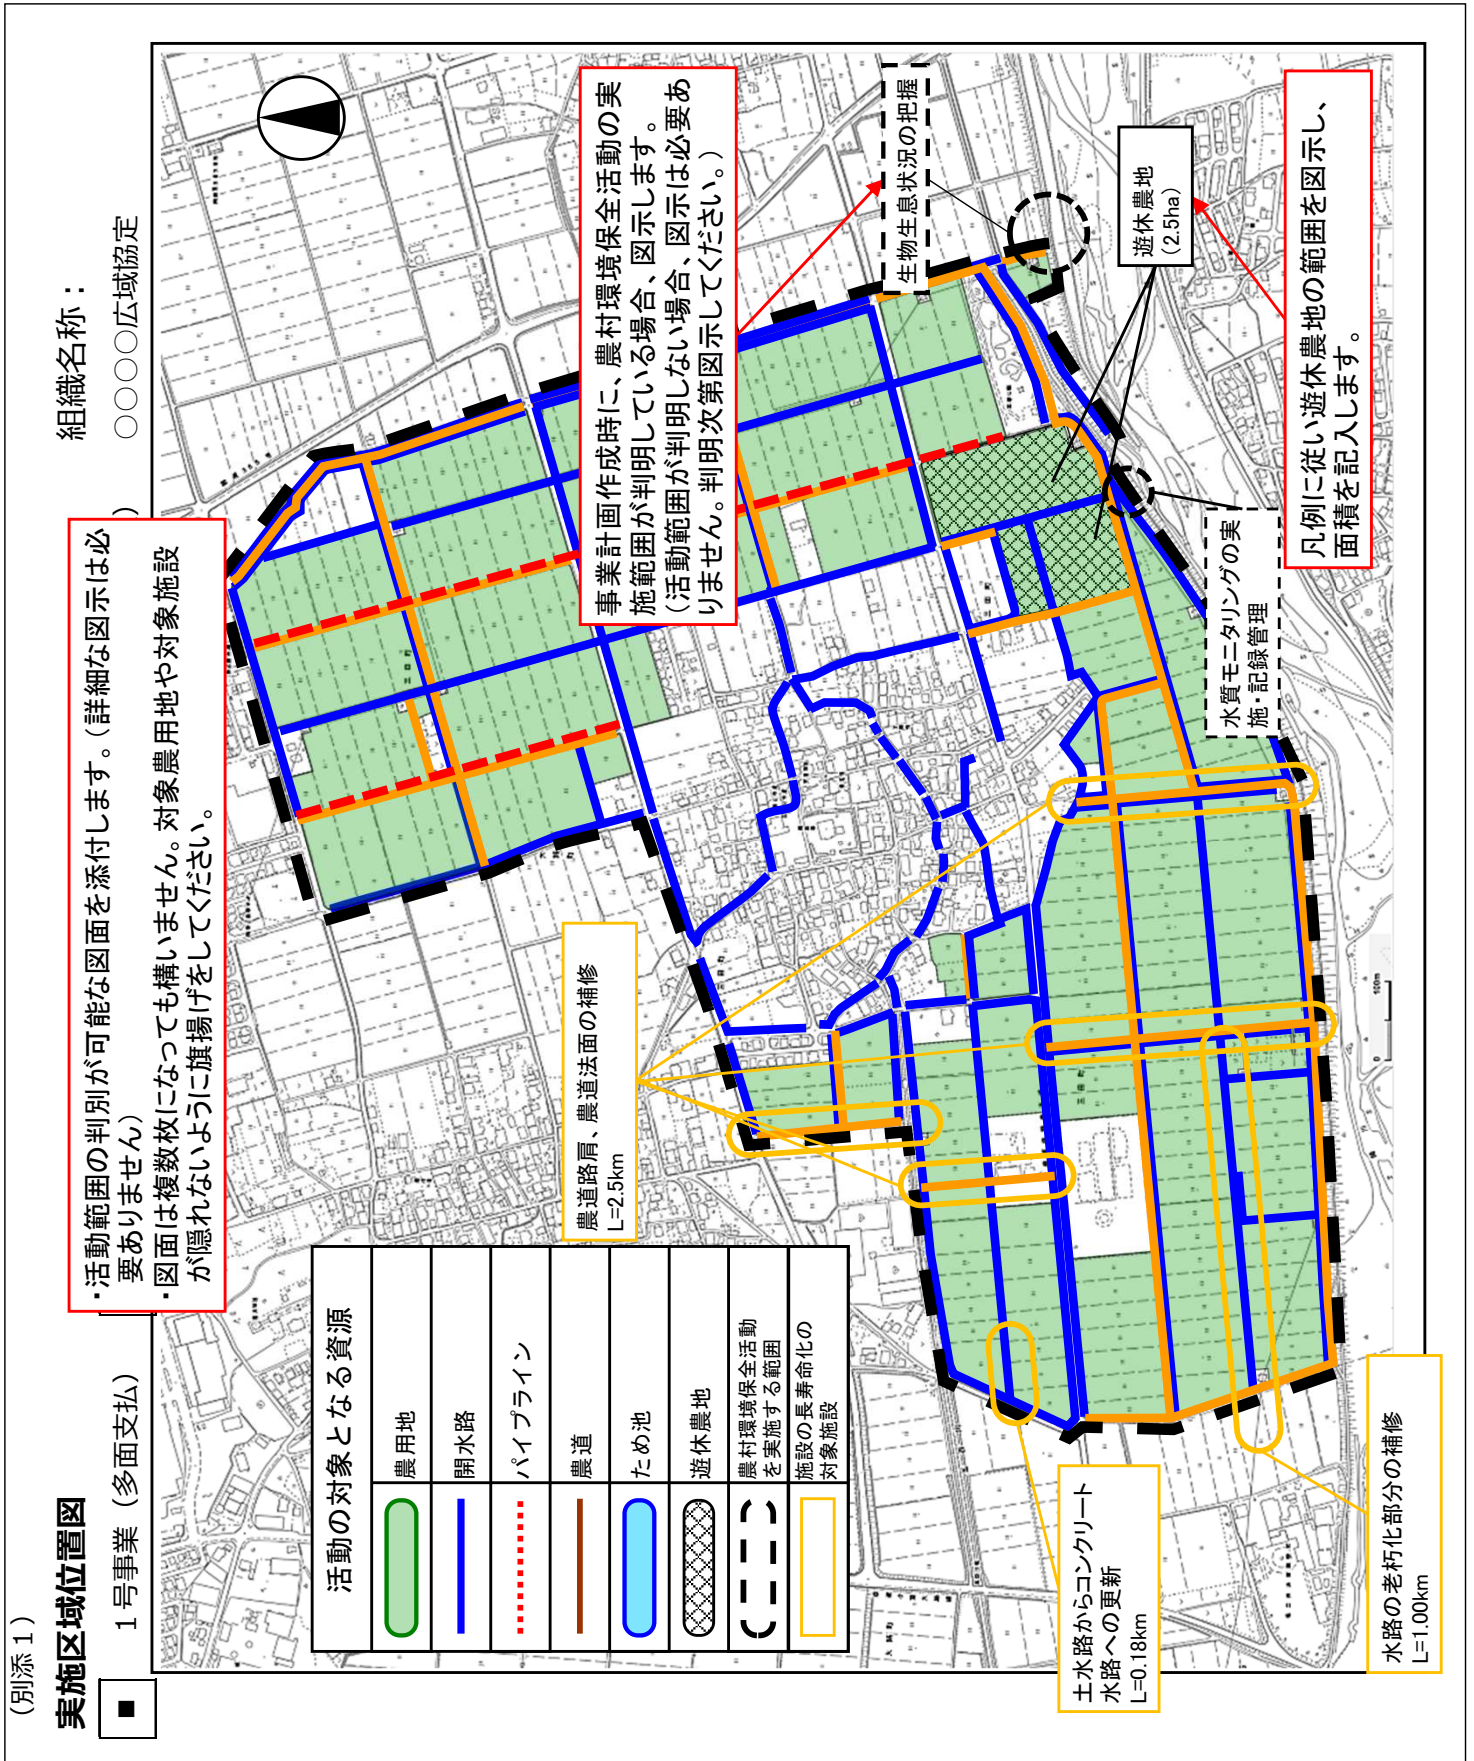 （別添１）
実施区域位置図
■
１号事業（多面支払）
）
組織名称：
○○○○広域協定
・活動範囲の判別が可能な図面を添付します。（詳細な図示は必
要ありません）
・図面は複数枚になっても構いません。対象農用地や対象施設
が隠れないように旗揚げをしてください。
事業計画作成時に、農村環境保全活動の実
施範囲が判明している場合、図示します。
（活動範囲が判明しない場合、図示は必要あ
りません。判明次第図示してください。）
生物生息状況の把握
遊休農地
（2.5ha）
凡例に従い遊休農地の範囲を図示し、
面積を記入します。
水質モニタリングの実
施・記録管理
農道路肩、農道法面の補修
L=2.5km
活動の対象となる資源
農用地
開水路
パイプライン
農道
ため池
遊休農地
農村環境保全活動
を実施する範囲
施設の長寿命化の
対象施設
土水路からコンクリート
水路への更新
L=0.18km
水路の老朽化部分の補修
L=1.00km
0
100m